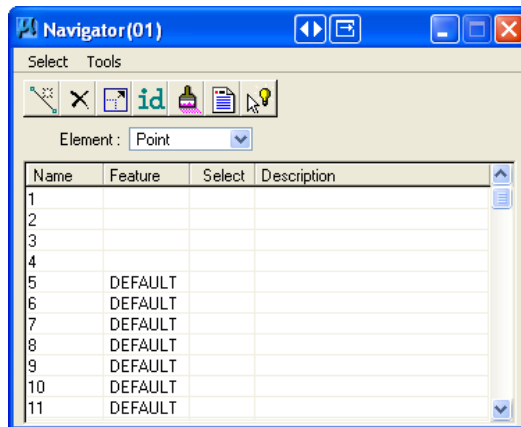 Navigator(01)
Select Tools
id
Element : Point
Name Feature Select Description
1
2
3
4
5 DEFAULT
6 DEFAULT
7 DEFAULT
8 DEFAULT
9 DEFAULT
10 DEFAULT
11 DEFAULT